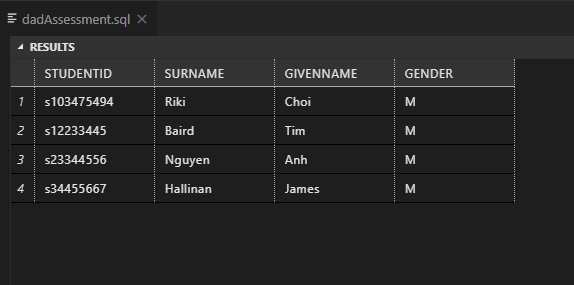 dadAssessment.sql
RESULTS
STUDENTID SURNAME GIVENNAME GENDER
1 s103475494 Riki Choi M
2 s12233445 Baird Tim M
3 s23344556 Nguyen Anh M
4 s34455667 Hallinan James M